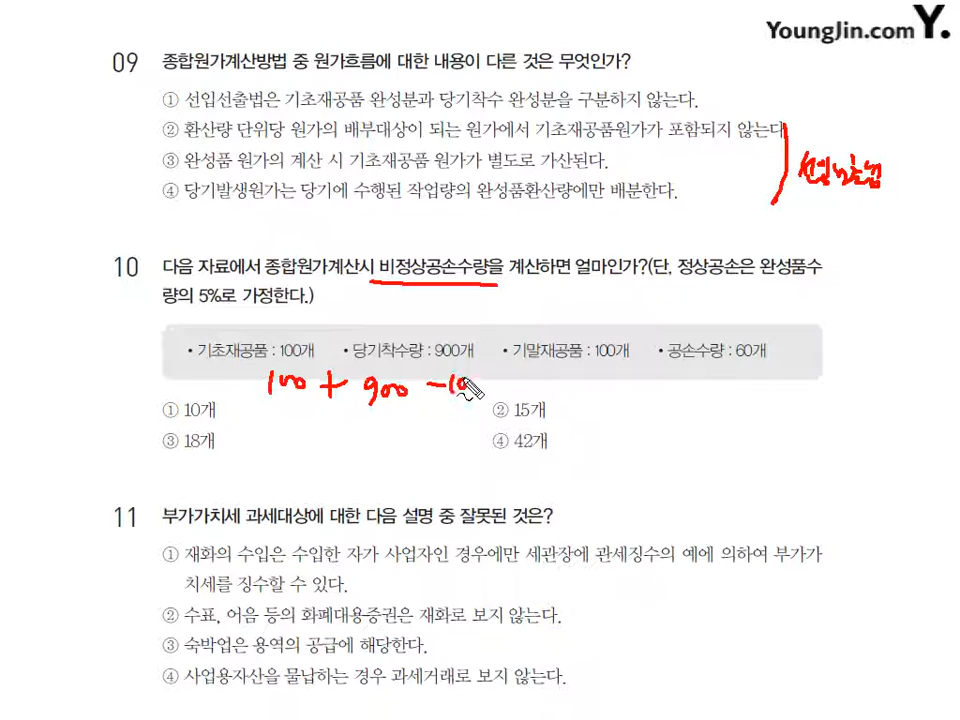 YoungJin.com Y.
09 종합원가계산방법 중 원가흐름에 대한 내용이 다른 것은 무엇인가?
① 선입선출법은 기초재공품 완성분과 당기착수 완성분을 구분하지 않는다.
② 환산량 단위당 원가의 배부대상이 되는 원가에서 기초재공품원가가 포함되지 않는다
③ 완성품 원가의 계산 시 기초재공품 원가가 별도로 가산된다.
④ 당기발생원가는 당기에 수행된 작업량의 완성품환산량에만 배분한다.
10 다음 자료에서 종합원가계산시 비정상공손수량을 계산하면 얼마인가?(단, 정상공손은 완성품수
량의 5%로 가정한다.)
• 기초재공품 : 100개 • 당기착수량 : 900개 • 기말재공품 : 100개 • 공손수량 : 60개
100 + 900 -10
① 10개 ② 15개
③ 18개 ④ 42개
11 부가가치세 과세대상에 대한 다음 설명 중 잘못된 것은?
① 재화의 수입은 수입한 자가 사업자인 경우에만 세관장에 관세징수의 예에 의하여 부가가
치세를 징수할 수 있다.
② 수표, 어음 등의 화폐대용증권은 재화로 보지 않는다.
③ 숙박업은 용역의 공급에 해당한다.
④ 사업용자산을 물납하는 경우 과세거래로 보지 않는다.